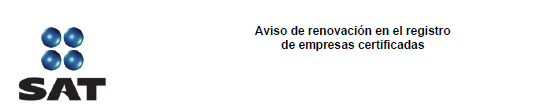 Aviso de renovación en el registro
de empresas certificadas
SAT